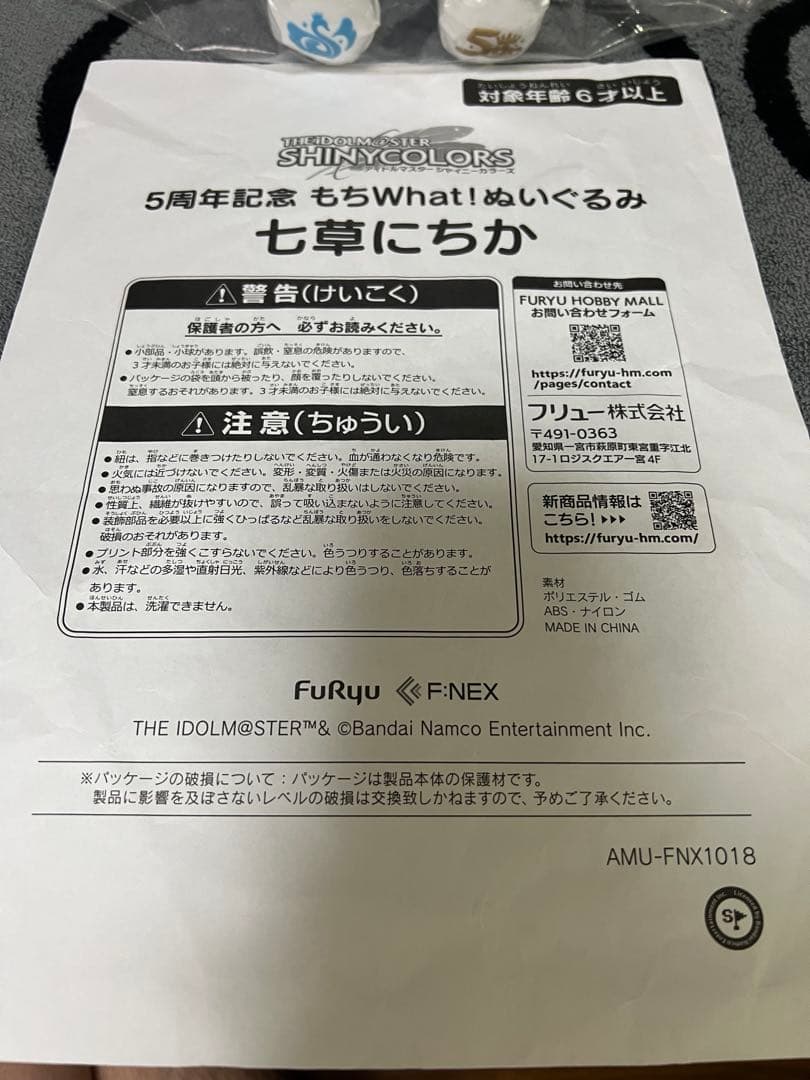 5
対象年齢6才以上
たいしょうねんれい さい いじょう
THE iDOLM@STER
SHINYCOLORS
アイドルマスター シャイニーカラーズ
5周年記念 もちWhat!ぬいぐるみ
七草にちか
警告(けいこく)
保護者の方へ 必ずお読みください。
●小部品・小球があります。誤飲・窒息の危険がありますので、
3才未満のお子様には絶対に与えないでください。
●パッケージの袋を頭から被ったり、顔を覆ったりしないでください。
窒息するおそれがあります。3才未満のお子様には絶対に与えないでください。
注意(ちゅうい)
●紐は、指などに巻きつけたりしないでください。血が通わなくなり危険です。
●火気には近づけないでください。変形・変質・火傷または火災の原因になります。
●思わぬ事故の原因になりますので、乱暴な取り扱いはしないでください。
●性質上、繊維が抜けやすいので、誤って吸い込まないように注意してください。
●装飾部品を必要以上に強くひっぱるなど乱暴な取り扱いをしないでください。
破損のおそれがあります。
●プリント部分を強くこすらないでください。色うつりすることがあります。
●水、汗などの多湿や直射日光、紫外線などにより色うつり、色落ちすることが
あります。
●本製品は、洗濯できません。
お問い合わせ先
FURYU HOBBY MALL
お問い合わせフォーム
https://furyu-hm.com
/pages/contact
フリュー株式会社
〒491-0363
愛知県一宮市萩原町東宮重字江北
17-1ロジスクエアー宮4F
新商品情報は
こちら!▶▶▶
https://furyu-hm.com/
素材
ポリエステル・ゴム
ABS・ナイロン
MADE IN CHINA
FuRyu F:NEX
THE IDOLM@STER™& ©Bandai Namco Entertainment Inc.
※パッケージの破損について:パッケージは製品本体の保護材です。
製品に影響を及ぼさないレベルの破損は交換致しかねますので、予めご了承ください。
AMU-FNX1018
Licensed by Bandai Namco Entertainment Inc.
S